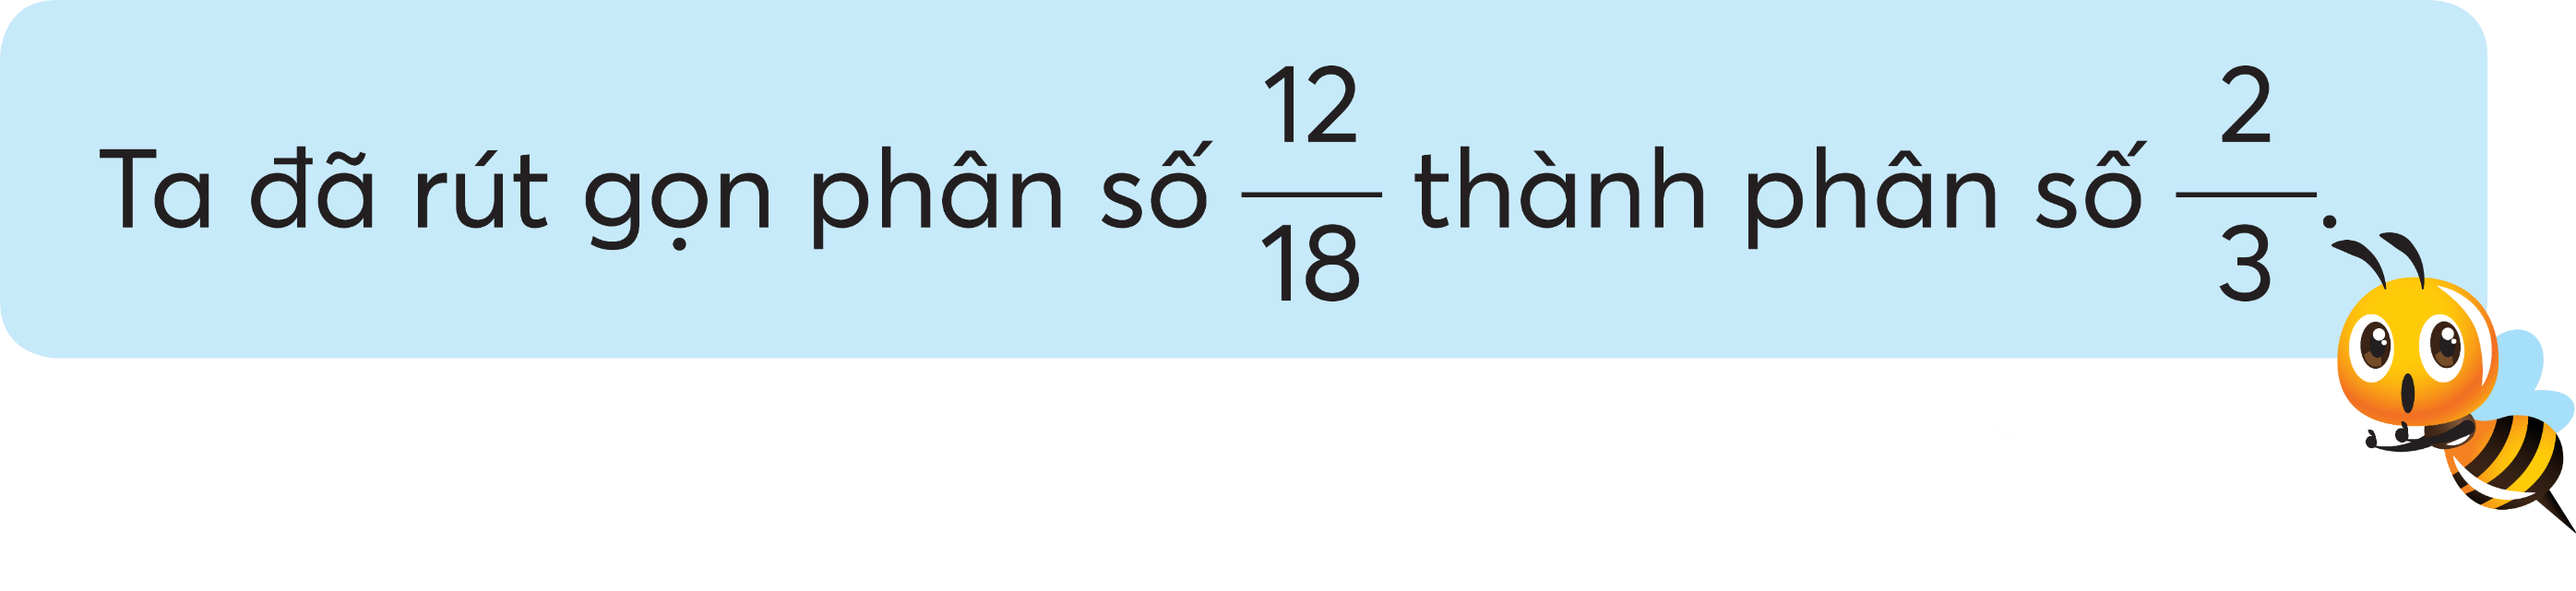 Ta đã rút gọn phân số 12/18 thành phân số 2/3.